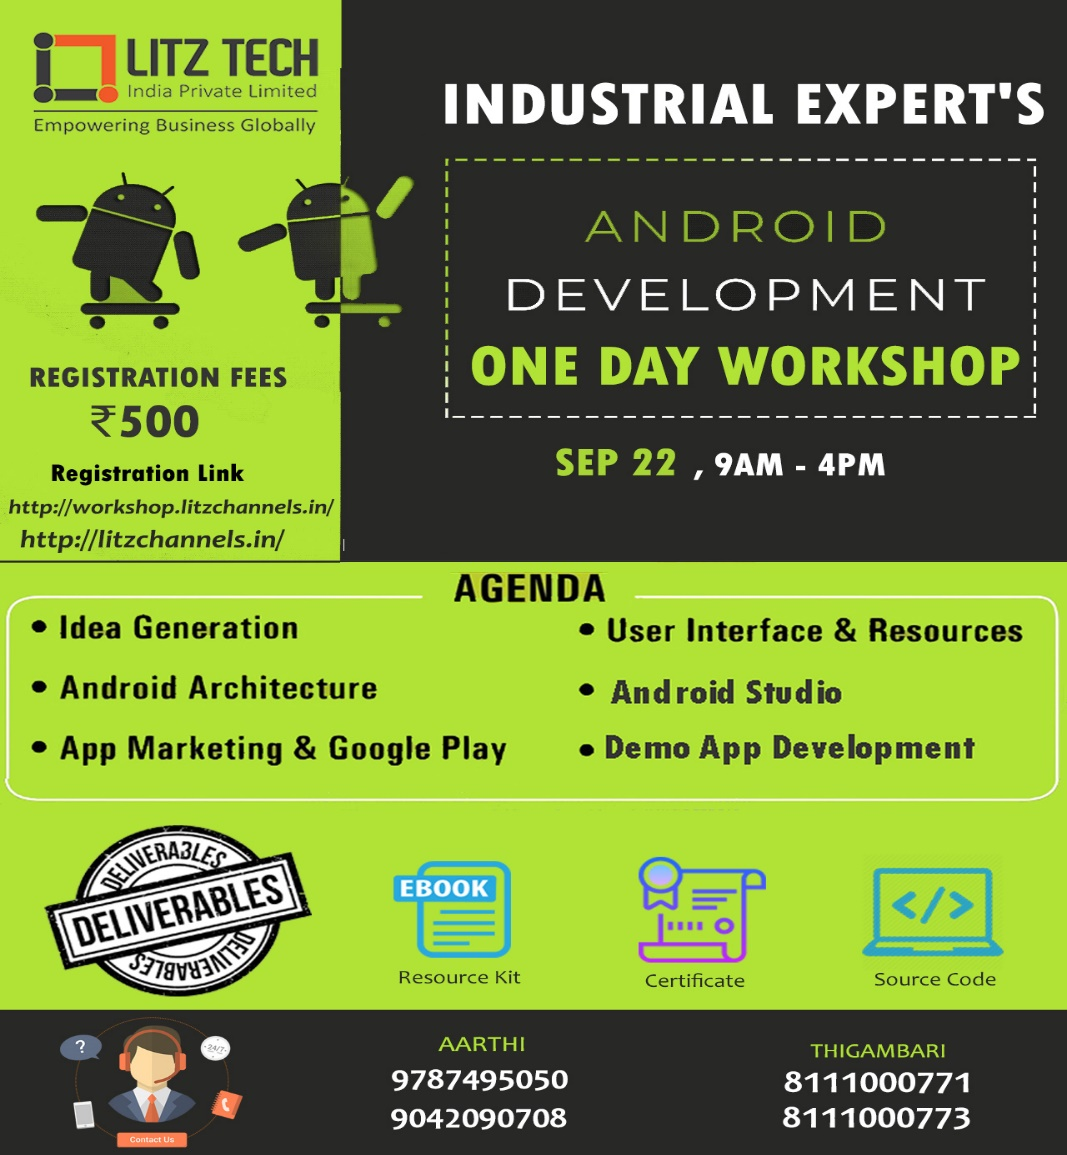 LITZ TECH
India Private Limited
Empowering Business Globally
INDUSTRIAL EXPERT'S
ANDROID
DEVELOPMENT
ONE DAY WORKSHOP
SEP 22 , 9AM - 4PM
REGISTRATION FEES
₹500
Registration Link
http://workshop.litzchannels.in/
http://litzchannels.in/
AGENDA
• Idea Generation
• Android Architecture
• App Marketing & Google Play
• User Interface & Resources
• Android Studio
• Demo App Development
DELIVERA3LES
DELIVERABLES
DELIVERABLES
EBOOK
Resource Kit
Certificate
</>
Source Code
?
24/7
Contact Us
AARTHI
9787495050
9042090708
THIGAMBARI
8111000771
8111000773